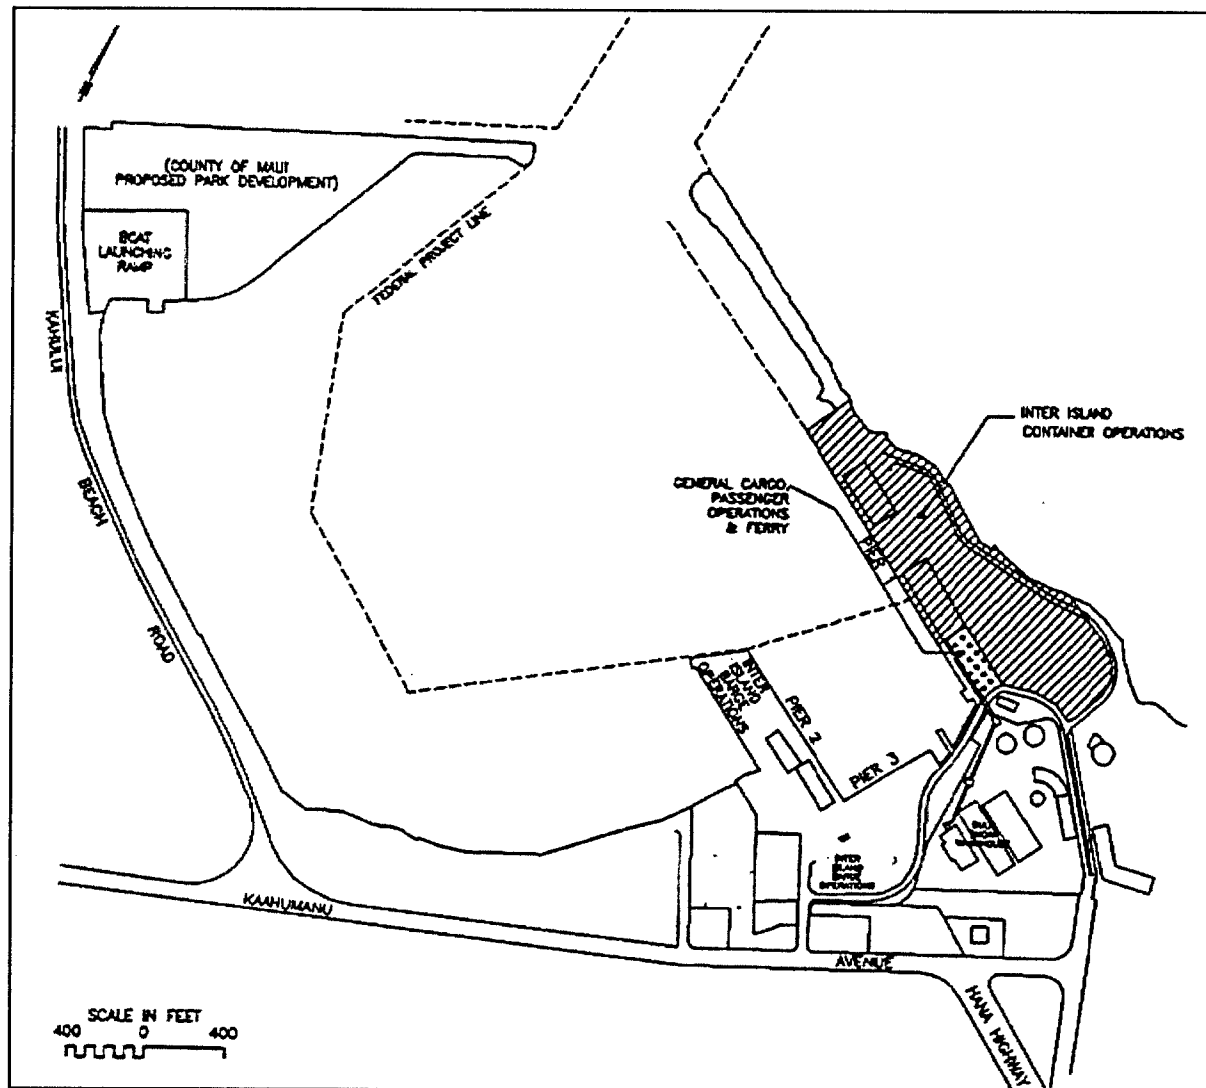 (COUNTY OF MAUI
PROPOSED PARK DEVELOPMENT)
BOAT
LAUNCHING
RAMP
FEDERAL PROJECT LINE
KAHULUI
BEACH
ROAD
INTER ISLAND
CONTAINER OPERATIONS
GENERAL CARGO,
PASSENGER
OPERATIONS
& FERRY
PIER
INTER
ISLAND
BARGE
OPERATIONS
PIER 2
PIER 3
INTER
ISLAND
BARGE
OPERATIONS
KAAHUMANU
AVENUE
HANA HIGHWAY
SCALE IN FEET
400 0 400